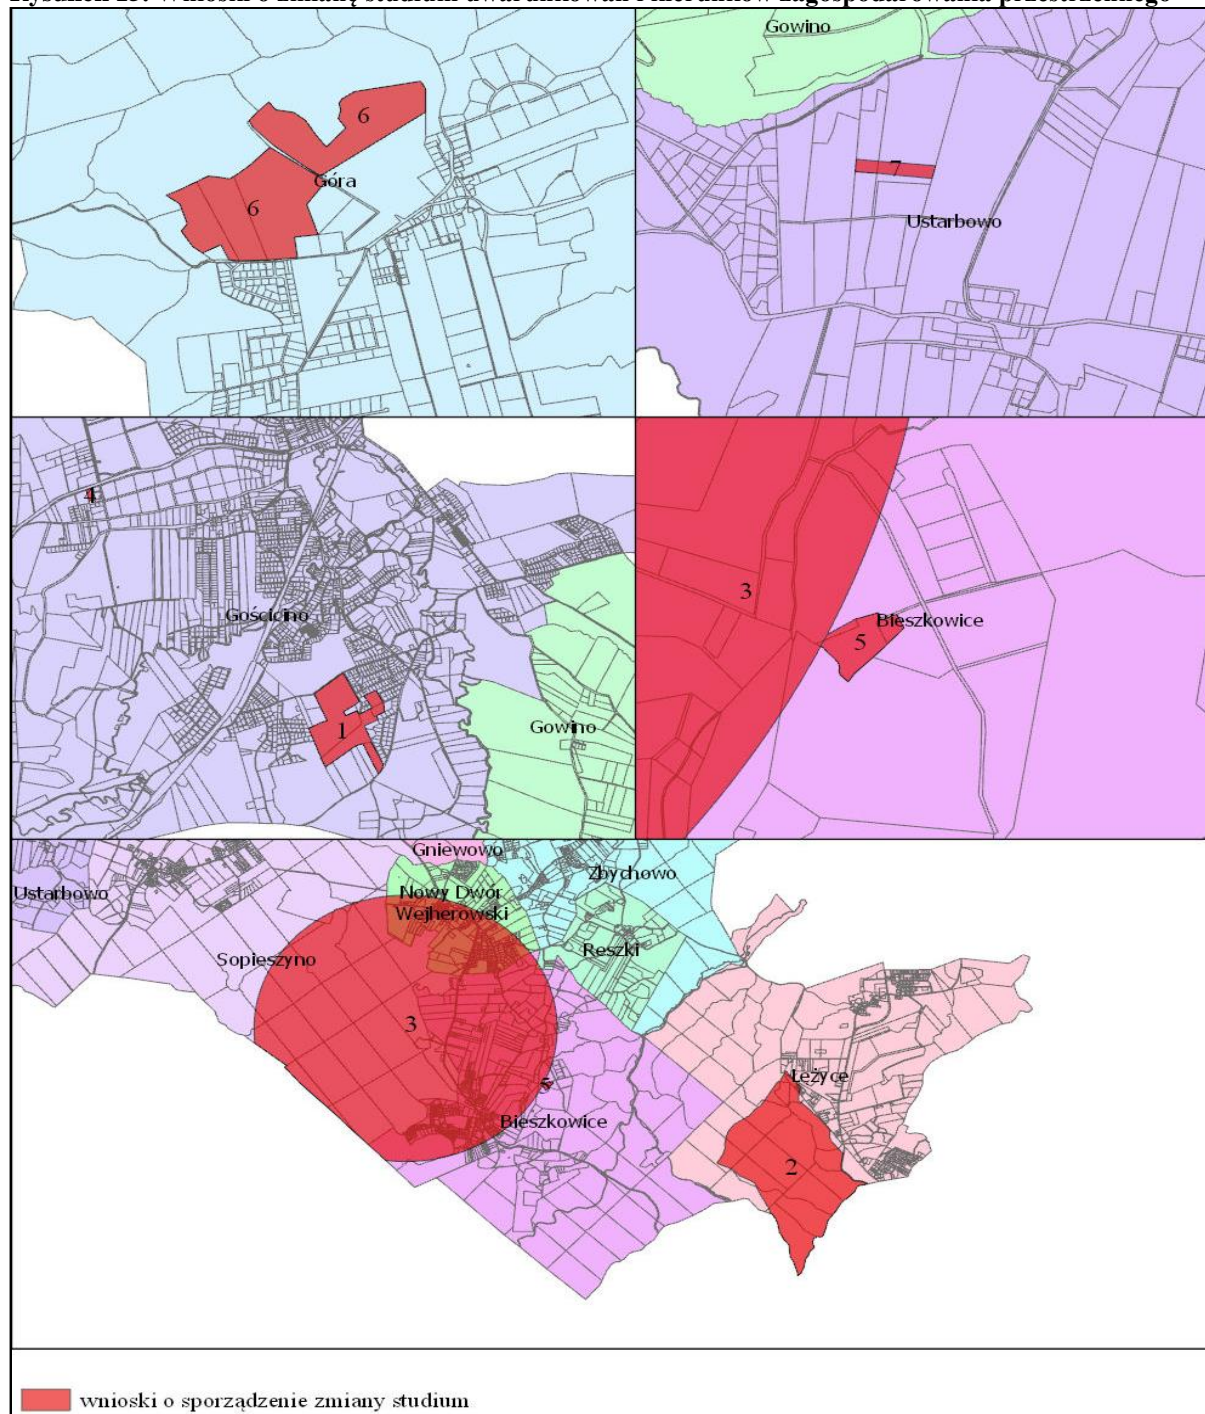 6
6
Góra
Gowino
7
Ustarbowo
4
Gościcino
1
Gowino
3
Bieszkowice
5
Gniewowo
Zbychowo
Ustarbowo
Nowy Dwór
Wejherowski
Reszki
Sopieszyno
3
5
Łężyce
Bieszkowice
2
wnioski o sporządzenie zmiany studium